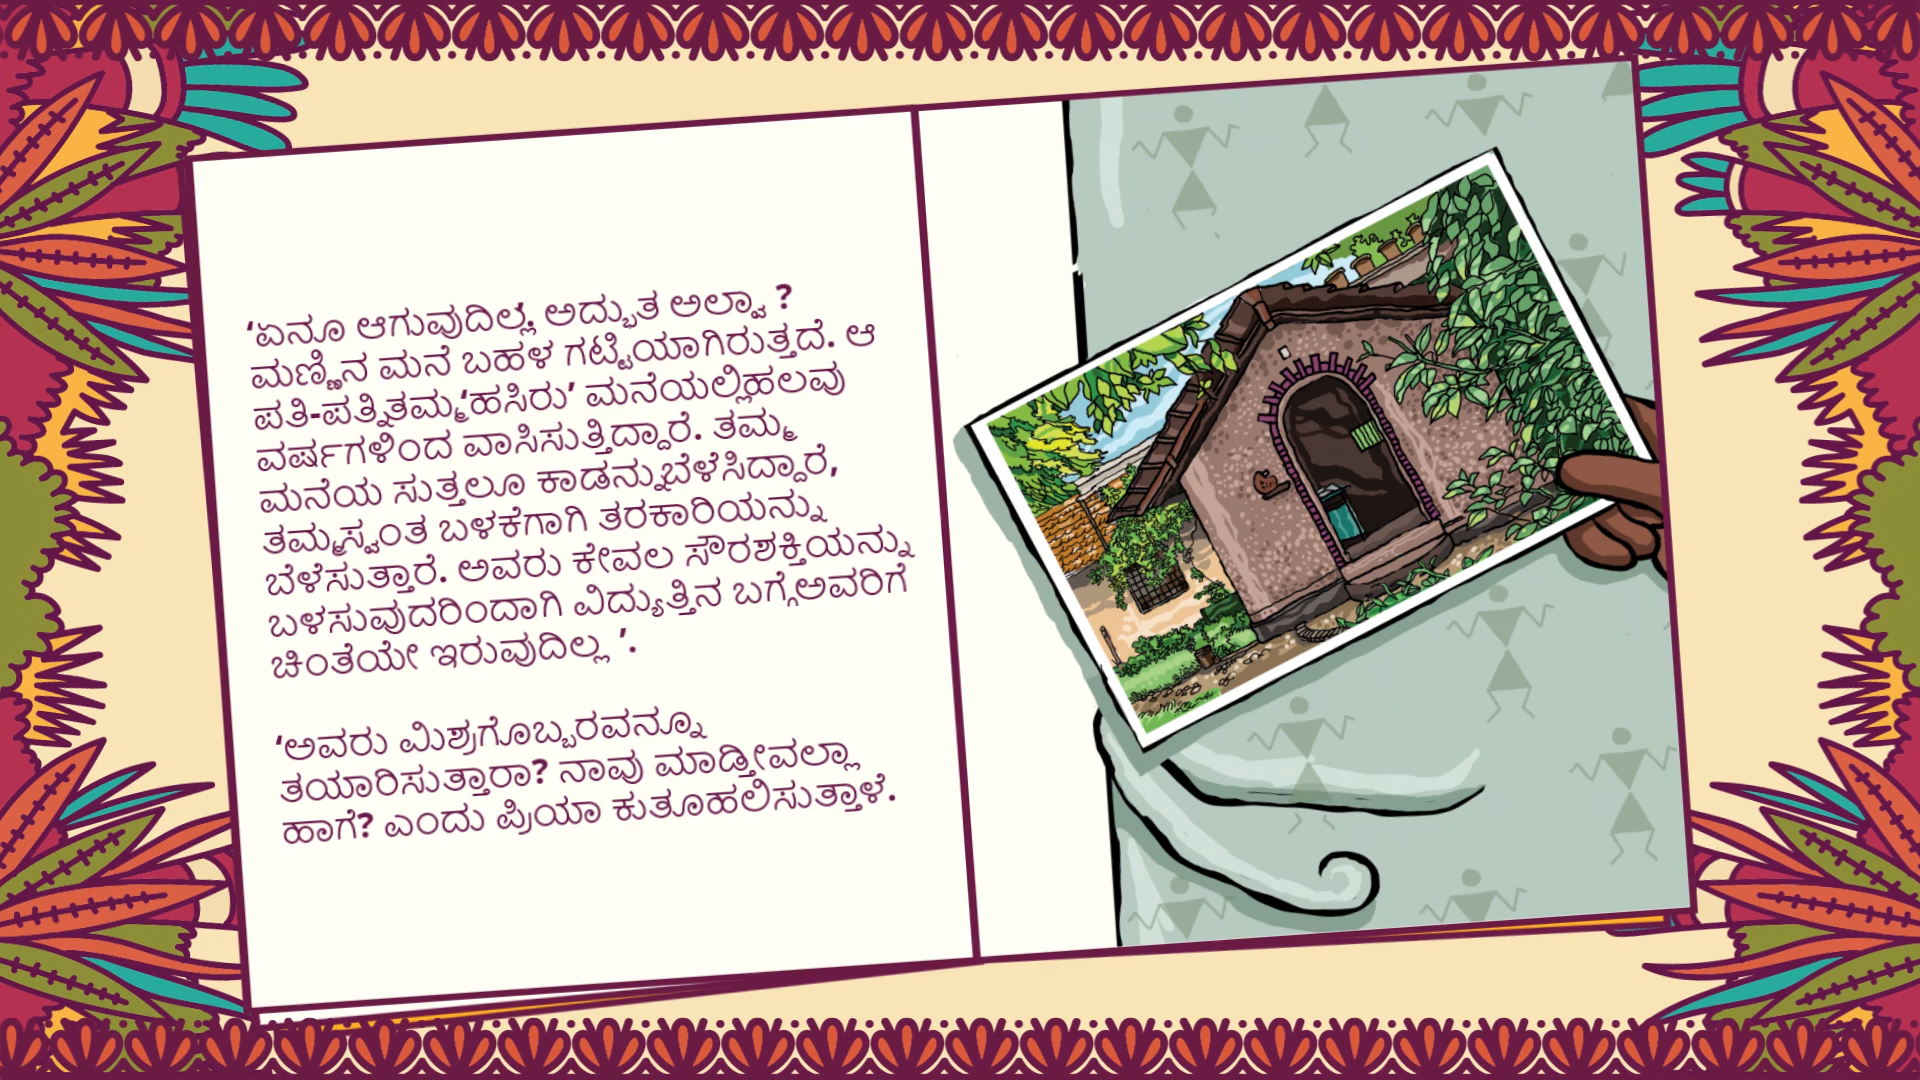 ‘ಏನೂ ಆಗುವುದಿಲ್ಲ. ಅದ್ಭುತ ಅಲ್ವಾ ?
ಮಣ್ಣಿನ ಮನೆ ಬಹಳ ಗಟ್ಟಿಯಾಗಿರುತ್ತದೆ. ಆ
ಪತಿ-ಪತ್ನಿತಮ್ಮ‘ಹಸಿರು’ ಮನೆಯಲ್ಲಿಹಲವು
ವರ್ಷಗಳಿಂದ ವಾಸಿಸುತ್ತಿದ್ದಾರೆ. ತಮ್ಮ
ಮನೆಯ ಸುತ್ತಲೂ ಕಾಡನ್ನುಬೆಳೆಸಿದ್ದಾರೆ,
ತಮ್ಮಸ್ವಂತ ಬಳಕೆಗಾಗಿ ತರಕಾರಿಯನ್ನು
ಬೆಳೆಸುತ್ತಾರೆ. ಅವರು ಕೇವಲ ಸೌರಶಕ್ತಿಯನ್ನು
ಬಳಸುವುದರಿಂದಾಗಿ ವಿದ್ಯುತ್ತಿನ ಬಗ್ಗೆಅವರಿಗೆ
ಚಿಂತೆಯೇ ಇರುವುದಿಲ್ಲ ’.
‘ಅವರು ಮಿಶ್ರಗೊಬ್ಬರವನ್ನೂ
ತಯಾರಿಸುತ್ತಾರಾ? ನಾವು ಮಾಡ್ತೀವಲ್ಲಾ
ಹಾಗೆ? ಎಂದು ಪ್ರಿಯಾ ಕುತೂಹಲಿಸುತ್ತಾಳೆ.